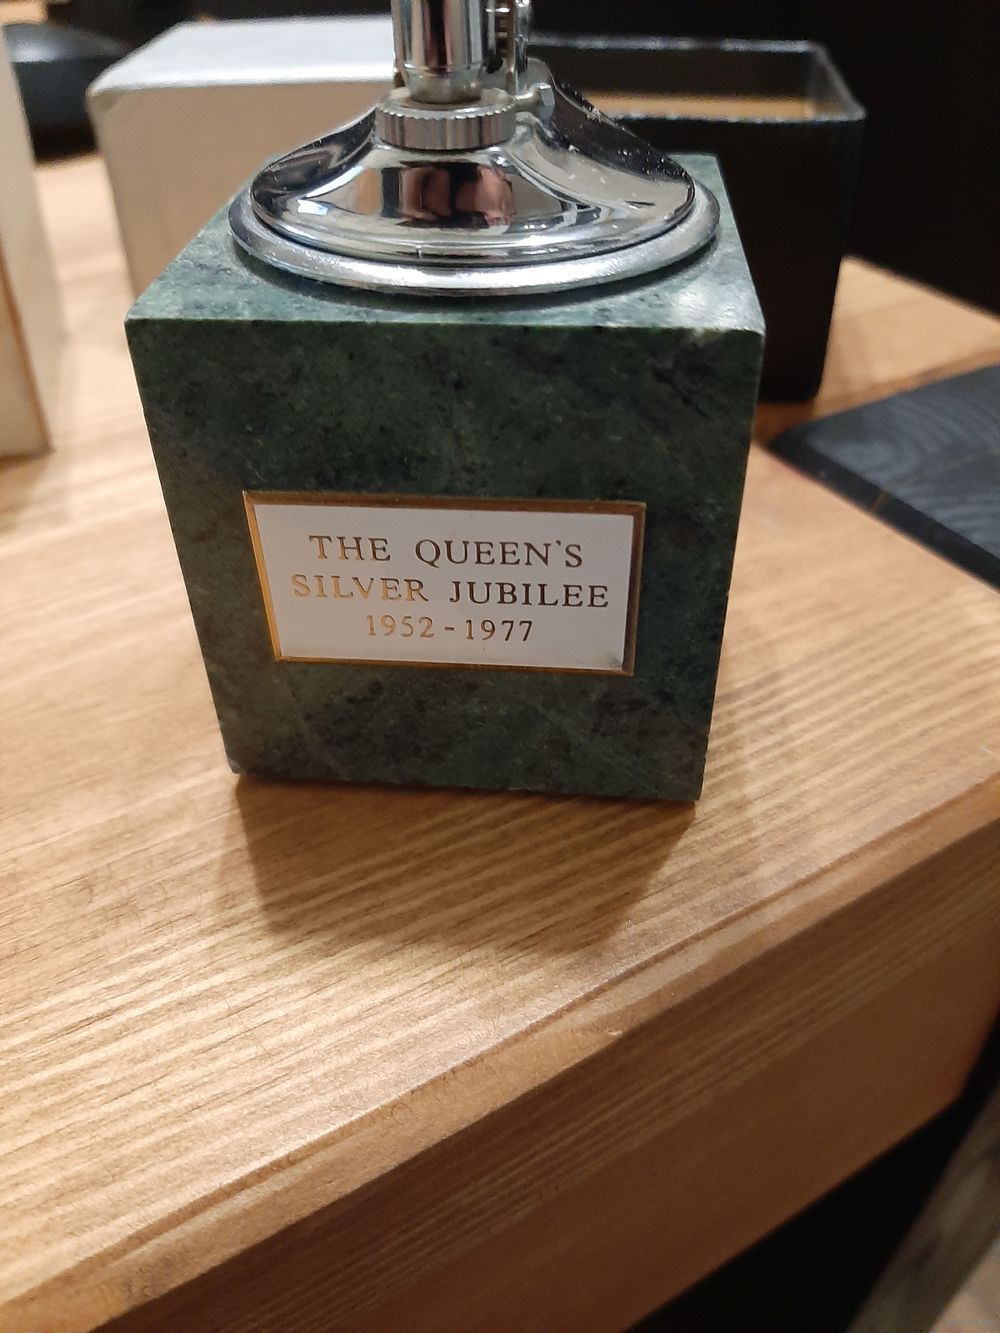 THE QUEEN'S
SILVER JUBILEE
1952-1977